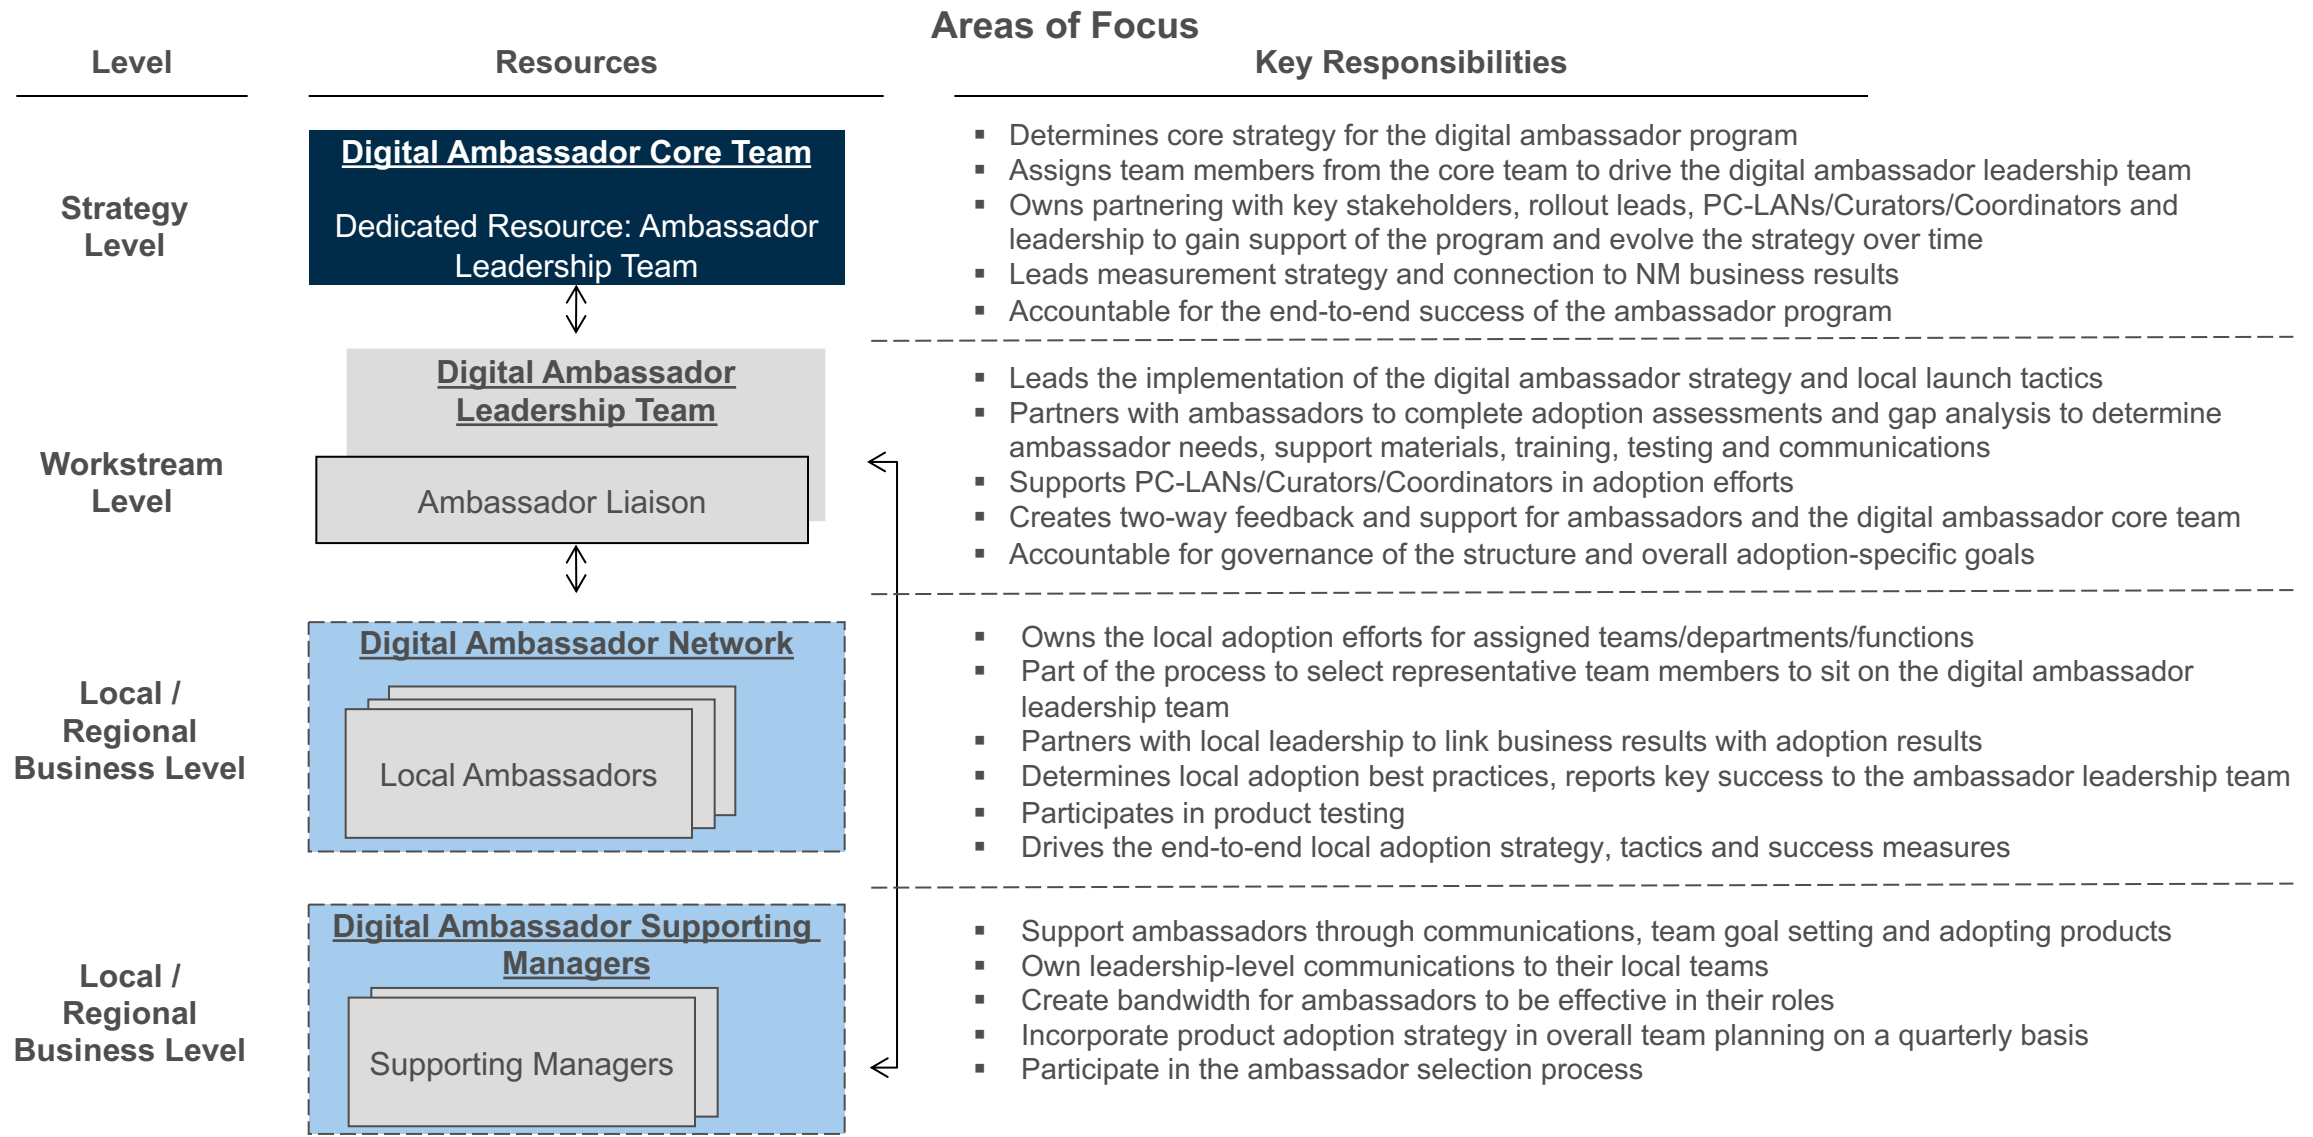 Areas of Focus
Level
Resources
Key Responsibilities
Strategy
Level
Digital Ambassador Core Team
Dedicated Resource: Ambassador
Leadership Team
▪ Determines core strategy for the digital ambassador program
▪ Assigns team members from the core team to drive the digital ambassador leadership team
▪ Owns partnering with key stakeholders, rollout leads, PC-LANs/Curators/Coordinators and
leadership to gain support of the program and evolve the strategy over time
▪ Leads measurement strategy and connection to NM business results
▪ Accountable for the end-to-end success of the ambassador program
Workstream
Level
Digital Ambassador
Leadership Team
Ambassador Liaison
▪ Leads the implementation of the digital ambassador strategy and local launch tactics
▪ Partners with ambassadors to complete adoption assessments and gap analysis to determine
ambassador needs, support materials, training, testing and communications
▪ Supports PC-LANs/Curators/Coordinators in adoption efforts
▪ Creates two-way feedback and support for ambassadors and the digital ambassador core team
▪ Accountable for governance of the structure and overall adoption-specific goals
Local /
Regional
Business Level
Digital Ambassador Network
Local Ambassadors
▪ Owns the local adoption efforts for assigned teams/departments/functions
▪ Part of the process to select representative team members to sit on the digital ambassador
leadership team
▪ Partners with local leadership to link business results with adoption results
▪ Determines local adoption best practices, reports key success to the ambassador leadership team
▪ Participates in product testing
▪ Drives the end-to-end local adoption strategy, tactics and success measures
Local /
Regional
Business Level
Digital Ambassador Supporting
Managers
Supporting Managers
▪ Support ambassadors through communications, team goal setting and adopting products
▪ Own leadership-level communications to their local teams
▪ Create bandwidth for ambassadors to be effective in their roles
▪ Incorporate product adoption strategy in overall team planning on a quarterly basis
▪ Participate in the ambassador selection process